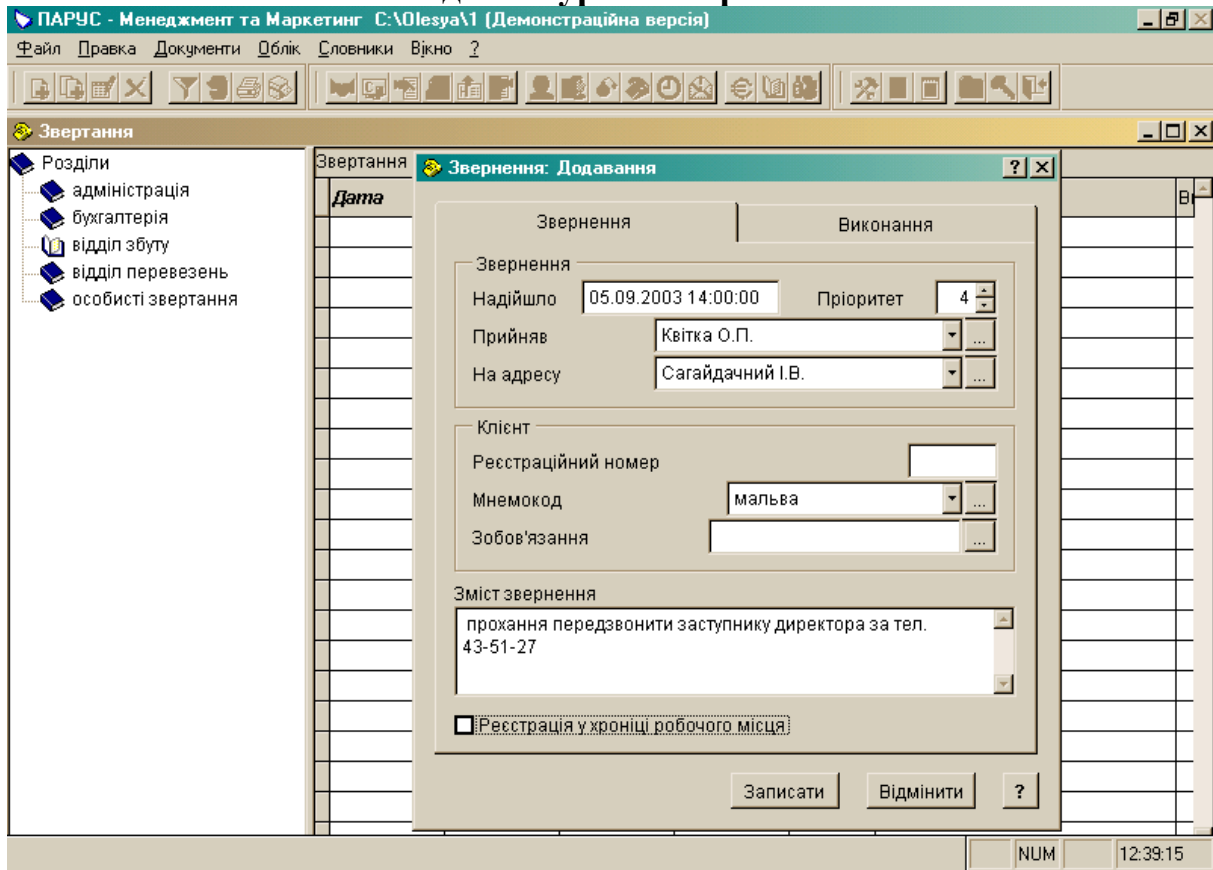 ПАРУС - Менеджмент та Маркетинг C:\Olesya\1 (Демонстраційна версія)
Файл Правка Документи Облік Словники Вікно ?
Звертання
Розділи
адміністрація
бухгалтерія
відділ збуту
відділ перевезень
особисті звертання
Звертання
Дата
Звернення: Додавання
Звернення Виконання
Звернення
Надійшло 05.09.2003 14:00:00 Пріоритет 4
Прийняв Квітка О.П. ...
На адресу Сагайдачний І.В. ...
Клієнт
Реєстраційний номер
Мнемокод мальва ...
Зобов'язання ...
Зміст звернення
прохання передзвонити заступнику директора за тел.
43-51-27
Реєстрація у хроніці робочого місця
Записати Відмінити ?
NUM 12:39:15